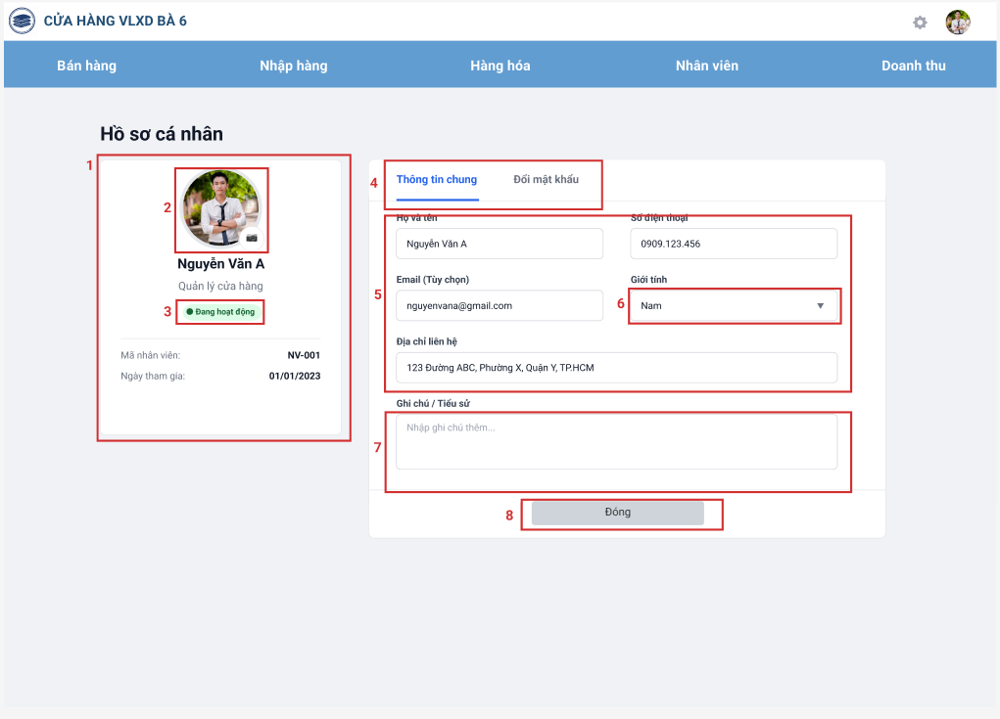 CỬA HÀNG VLXD BÀ 6
Bán hàng Nhập hàng Hàng hóa Nhân viên Doanh thu
Hồ sơ cá nhân
1
2
Nguyễn Văn A
Quản lý cửa hàng
3 Đang hoạt động
Mã nhân viên: NV-001
Ngày tham gia: 01/01/2023
4 Thông tin chung Đổi mật khẩu
Họ và tên Số điện thoại
Nguyễn Văn A 0909.123.456
5
Email (Tùy chọn) Giới tính
nguyenvana@gmail.com 6 Nam
Địa chỉ liên hệ
123 Đường ABC, Phường X, Quận Y, TP.HCM
Ghi chú / Tiểu sử
Nhập ghi chú thêm...
7
8 Đóng